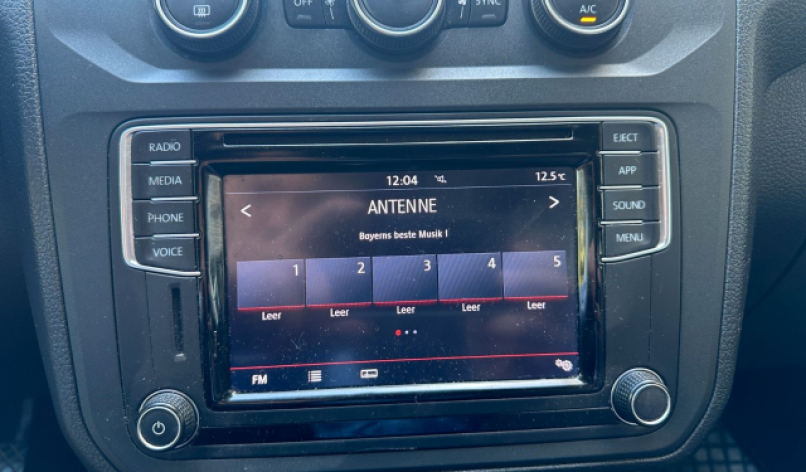 OFF SYNC A/C
RADIO
MEDIA
PHONE
VOICE
EJECT
APP
SOUND
MENU
12:04 12.5 °C
< ANTENNE >
Bayerns beste Musik !
1 2 3 4 5
Leer Leer Leer Leer Leer
FM